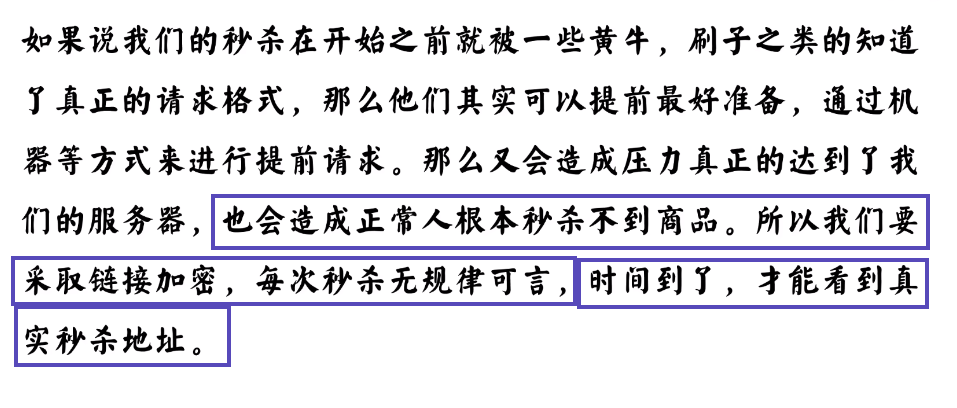 如果说我们的秒杀在开始之前就被一些黄牛，刷子之类的知道
了真正的请求格式，那么他们其实可以提前最好准备，通过机
器等方式来进行提前请求。那么又会造成压力真正的达到了我
们的服务器，也会造成正常人根本秒杀不到商品。所以我们要
采取链接加密，每次秒杀无规律可言，时间到了，才能看到真
实秒杀地址。